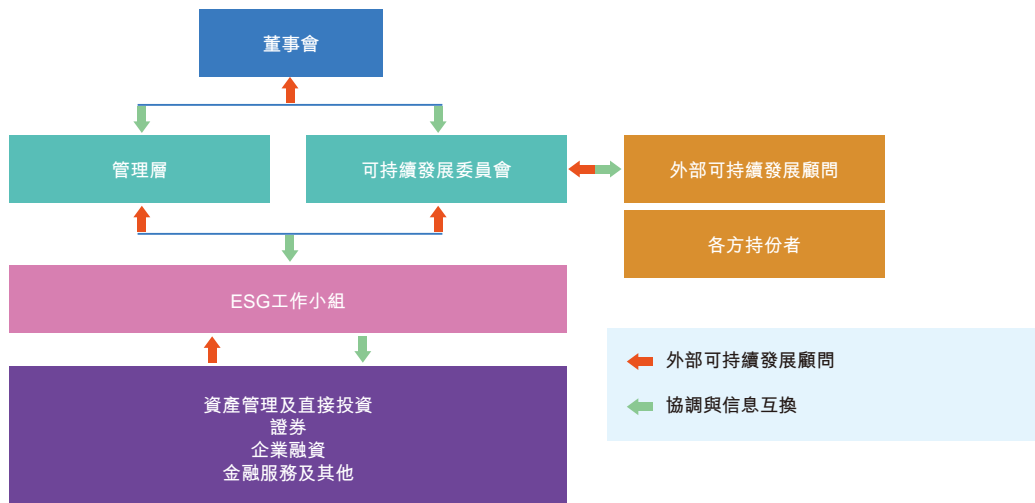 董事會
管理層
可持續發展委員會
外部可持續發展顧問
各方持份者
ESG工作小組
資產管理及直接投資
證券
企業融資
金融服務及其他
外部可持續發展顧問
協調與信息互換